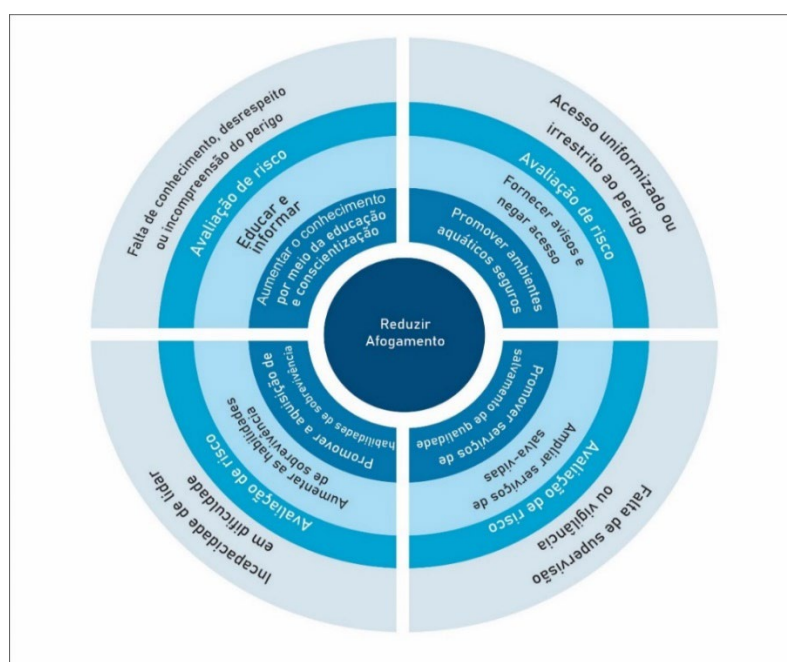 Falta de conhecimento, desrespeito
ou incompreensão do perigo
Avaliação de risco
Educar e
informar
Aumentar o conhecimento
por meio da educação
e conscientização
Acesso uniformizado ou
irrestrito ao perigo
Avaliação de risco
Fornecer avisos e
negar acesso
Promover ambientes
aquáticos seguros
Reduzir
Afogamento
Incapacidade de lidar
em dificuldade
Avaliação de risco
Aumentar as habilidades
de sobrevivência
Promover a aquisição de
habilidades de sobrevivência
Falta de supervisão
ou vigilância
Avaliação de risco
Ampliar serviços de
salva-vidas
Promover serviços de
salvamento de qualidade